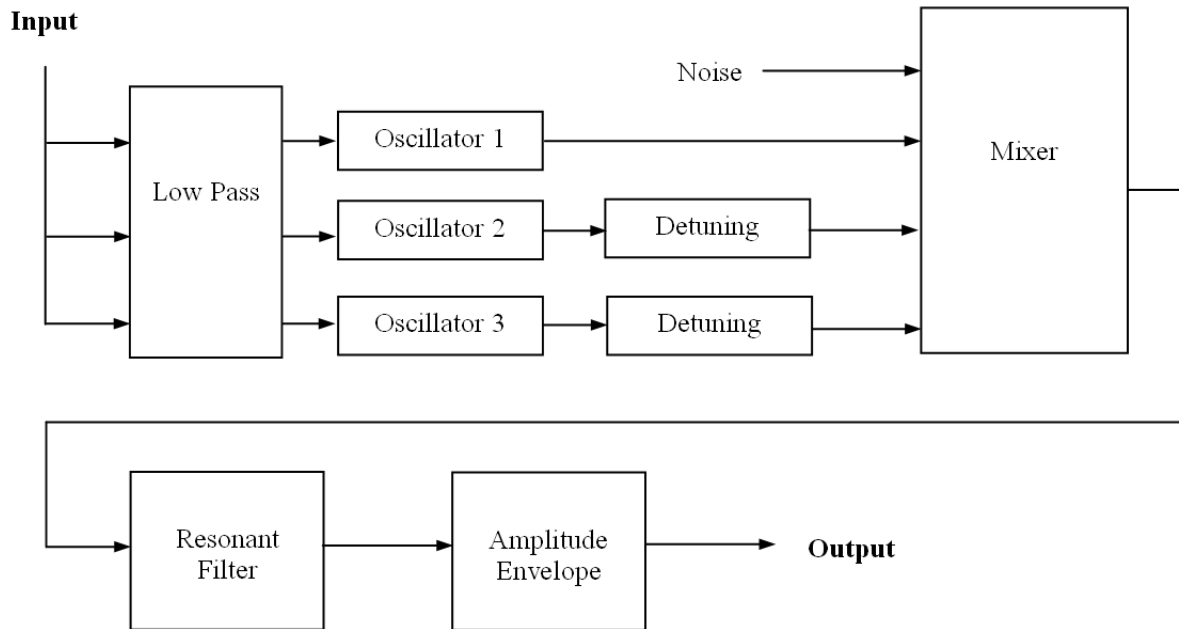 Input
Noise
Low Pass
Oscillator 1
Mixer
Oscillator 2
Detuning
Oscillator 3
Detuning
Resonant
Filter
Amplitude
Envelope
Output